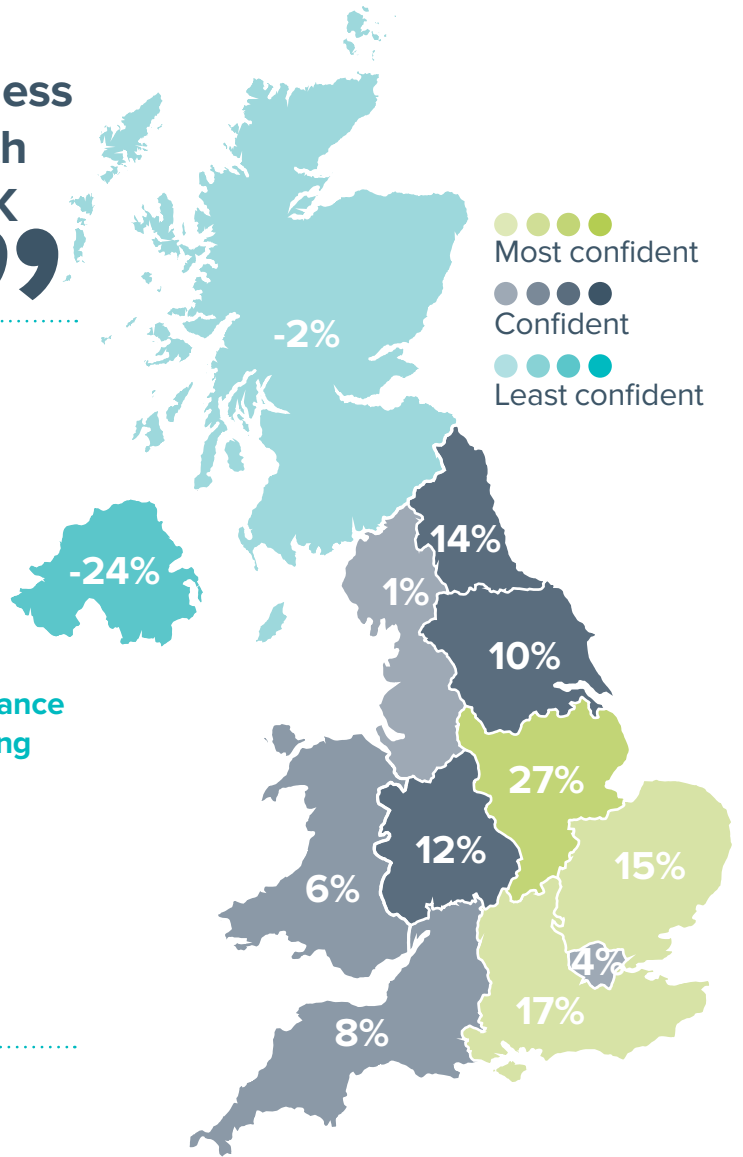 ess
h
K
”
Most confident
Confident
Least confident
-2%
14%
-24%
1%
10%
ance
ng
27%
12%
15%
6%
4%
17%
8%